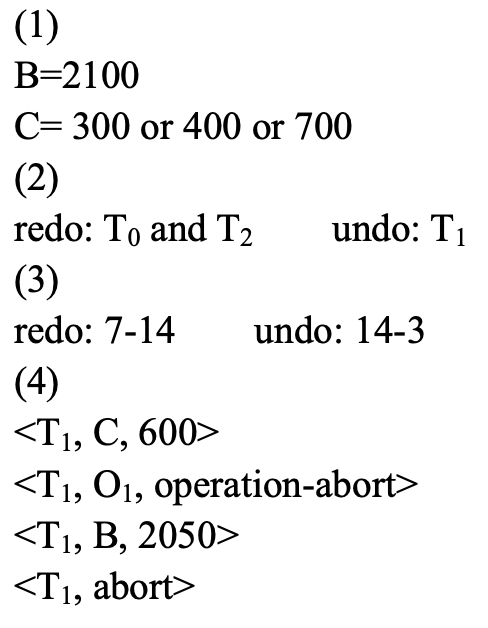 (1)
B=2100
C= 300 or 400 or 700
(2)
redo: T₀ and T₂ undo: T₁
(3)
redo: 7-14 undo: 14-3
(4)
<T₁, C, 600>
<T₁, O₁, operation-abort>
<T₁, B, 2050>
<T₁, abort>